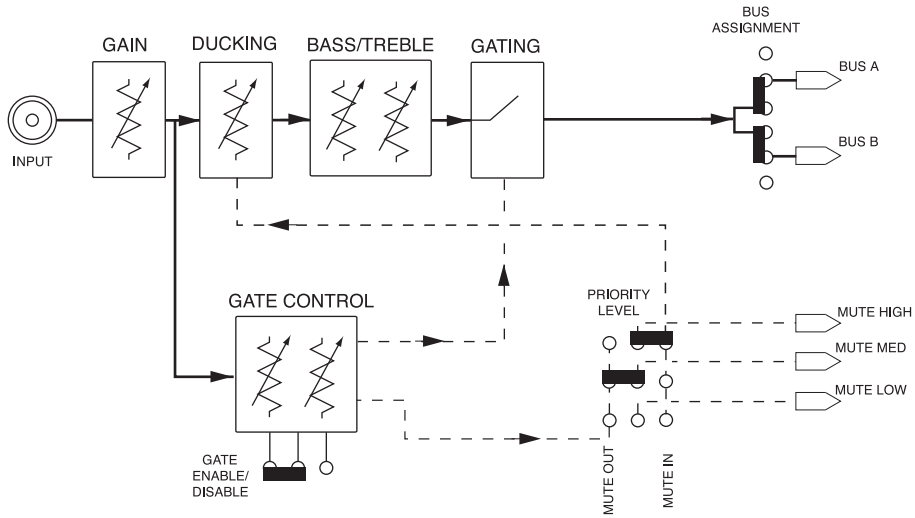 BUS
ASSIGNMENT
GAIN
DUCKING
BASS/TREBLE
GATING
BUS A
BUS B
INPUT
GATE CONTROL
PRIORITY
LEVEL
MUTE HIGH
MUTE MED
MUTE LOW
GATE
ENABLE/
DISABLE
MUTE OUT
MUTE IN